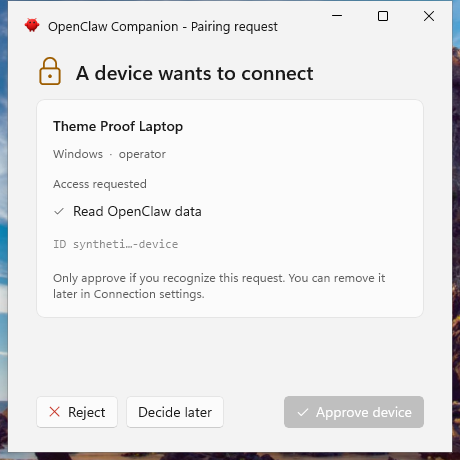 OpenClaw Companion - Pairing request
A device wants to connect
Theme Proof Laptop
Windows · operator
Access requested
Read OpenClaw data
ID syntheti…-device
Only approve if you recognize this request. You can remove it
later in Connection settings.
Reject
Decide later
Approve device